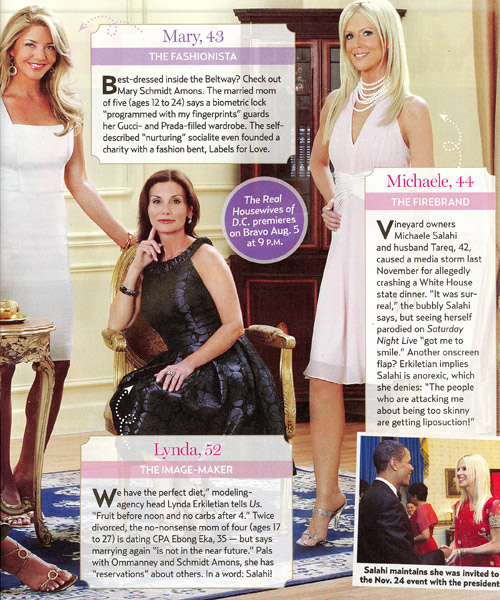 Mary, 43
THE FASHIONISTA
Best-dressed inside the Beltway? Check out
Mary Schmidt Amons. The married mom
of five (ages 12 to 24) says a biometric lock
"programmed with my fingerprints" guards
her Gucci- and Prada-filled wardrobe. The self-
described "nurturing" socialite even founded a
charity with a fashion bent, Labels for Love.
The Real
Housewives of
D.C. premieres
on Bravo Aug. 5
at 9 P.M.
Michaele, 44
THE FIREBRAND
Vineyard owners
Michaele Salahi
and husband Tareq, 42,
caused a media storm last
November for allegedly
crashing a White House
state dinner. "It was sur-
real," the bubbly Salahi
says, but seeing herself
parodied on Saturday
Night Live "got me to
smile." Another onscreen
flap? Erkiletian implies
Salahi is anorexic, which
she denies: "The people
who are attacking me
about being too skinny
are getting liposuction!"
Lynda, 52
THE IMAGE-MAKER
We have the perfect diet," modeling-
agency head Lynda Erkiletian tells Us.
"Fruit before noon and no carbs after 4." Twice
divorced, the no-nonsense mom of four (ages 17
to 27) is dating CPA Ebong Eka, 35 — but says
marrying again "is not in the near future." Pals
with Ommanney and Schmidt Amons, she has
"reservations" about others. In a word: Salahi!
Salahi maintains she was invited to
the Nov. 24 event with the president